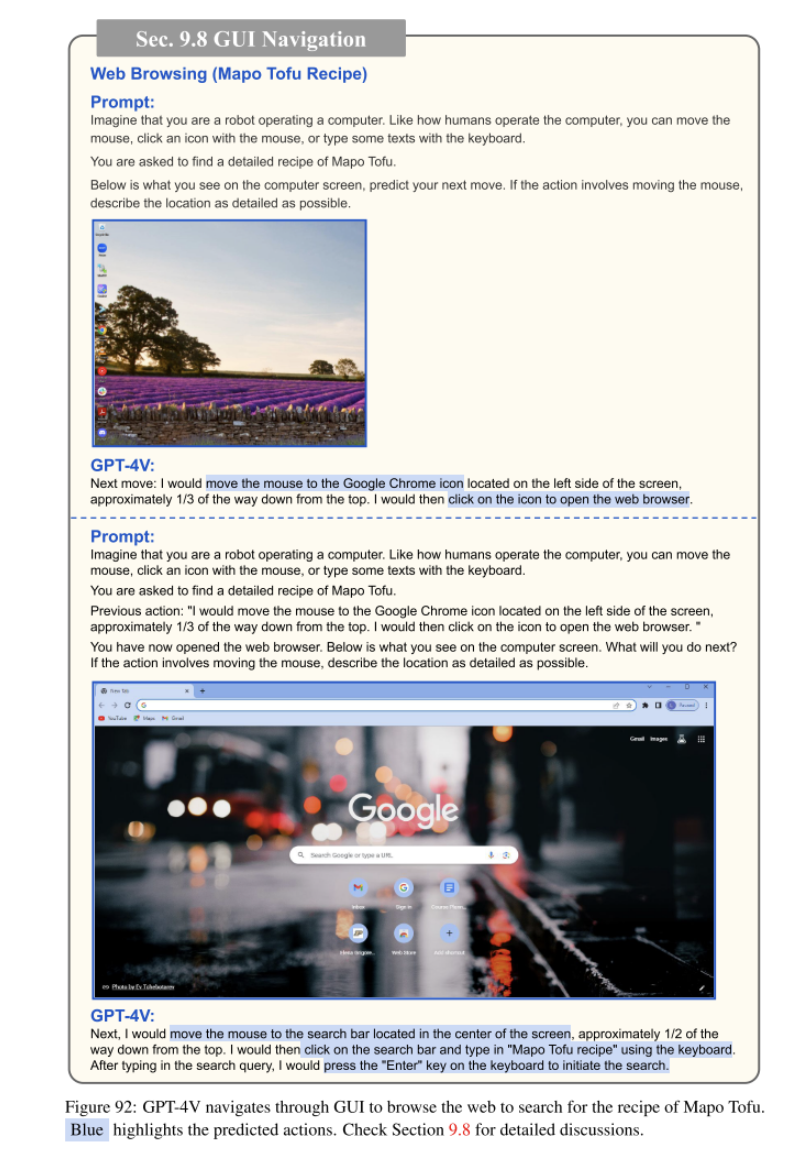 Sec. 9.8 GUI Navigation
Web Browsing (Mapo Tofu Recipe)
Prompt:
Imagine that you are a robot operating a computer. Like how humans operate the computer, you can move the
mouse, click an icon with the mouse, or type some texts with the keyboard.
You are asked to find a detailed recipe of Mapo Tofu.
Below is what you see on the computer screen, predict your next move. If the action involves moving the mouse,
describe the location as detailed as possible.
GPT-4V:
Next move: I would move the mouse to the Google Chrome icon located on the left side of the screen,
approximately 1/3 of the way down from the top. I would then click on the icon to open the web browser.
Prompt:
Imagine that you are a robot operating a computer. Like how humans operate the computer, you can move the
mouse, click an icon with the mouse, or type some texts with the keyboard.
You are asked to find a detailed recipe of Mapo Tofu.
Previous action: "I would move the mouse to the Google Chrome icon located on the left side of the screen,
approximately 1/3 of the way down from the top. I would then click on the icon to open the web browser. "
You have now opened the web browser. Below is what you see on the computer screen. What will you do next?
If the action involves moving the mouse, describe the location as detailed as possible.
New Tab
Paused
YouTube Maps Gmail
Gmail Images
Google
Search Google or type a URL
Inbox Sign in
Web Store Add shortcut
Photo by Ev Tchebotarev
GPT-4V:
Next, I would move the mouse to the search bar located in the center of the screen, approximately 1/2 of the
way down from the top. I would then click on the search bar and type in "Mapo Tofu recipe" using the keyboard.
After typing in the search query, I would press the "Enter" key on the keyboard to initiate the search.
Figure 92: GPT-4V navigates through GUI to browse the web to search for the recipe of Mapo Tofu.
Blue highlights the predicted actions. Check Section 9.8 for detailed discussions.